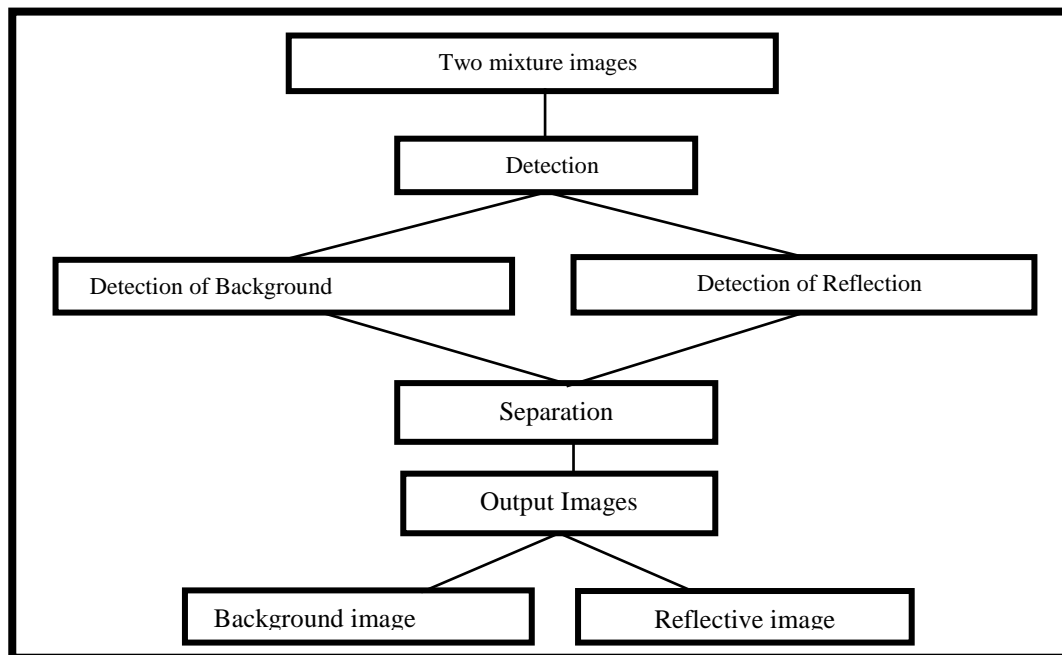 Two mixture images
Detection
Detection of Background
Detection of Reflection
Separation
Output Images
Background image
Reflective image